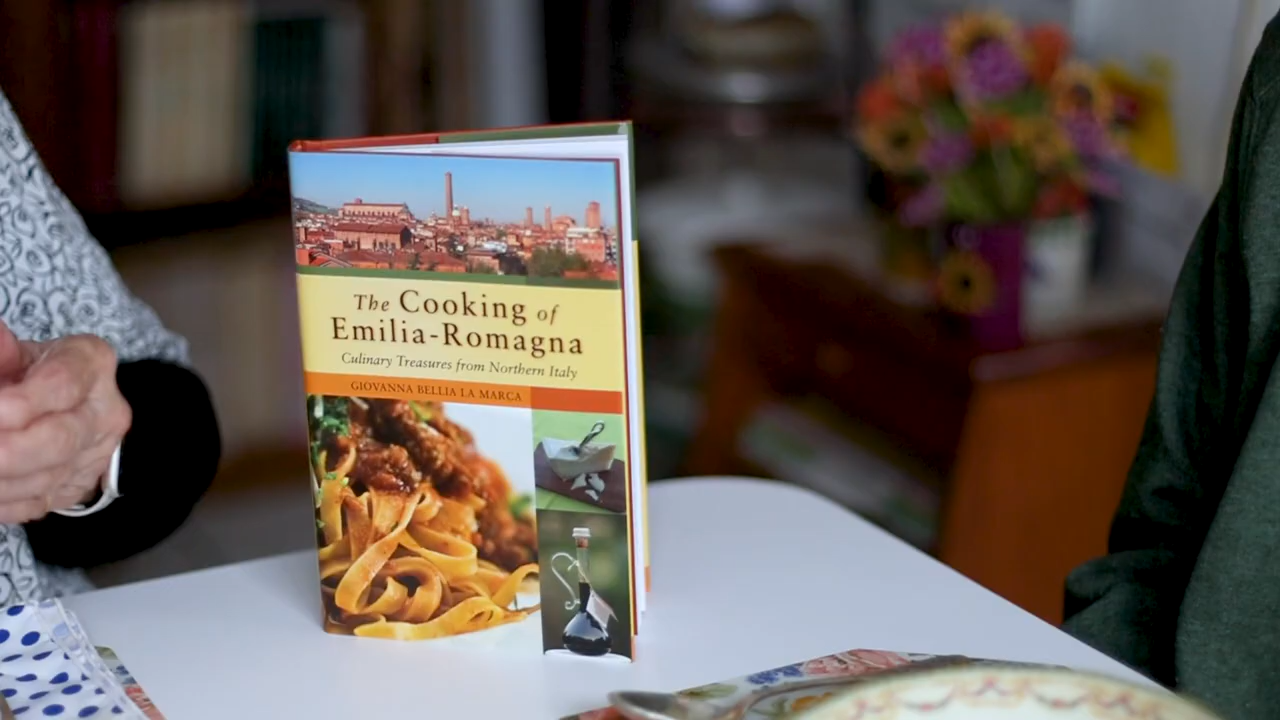 The Cooking of
Emilia-Romagna
Culinary Treasures from Northern Italy
GIOVANNA BELLIA LA MARCA